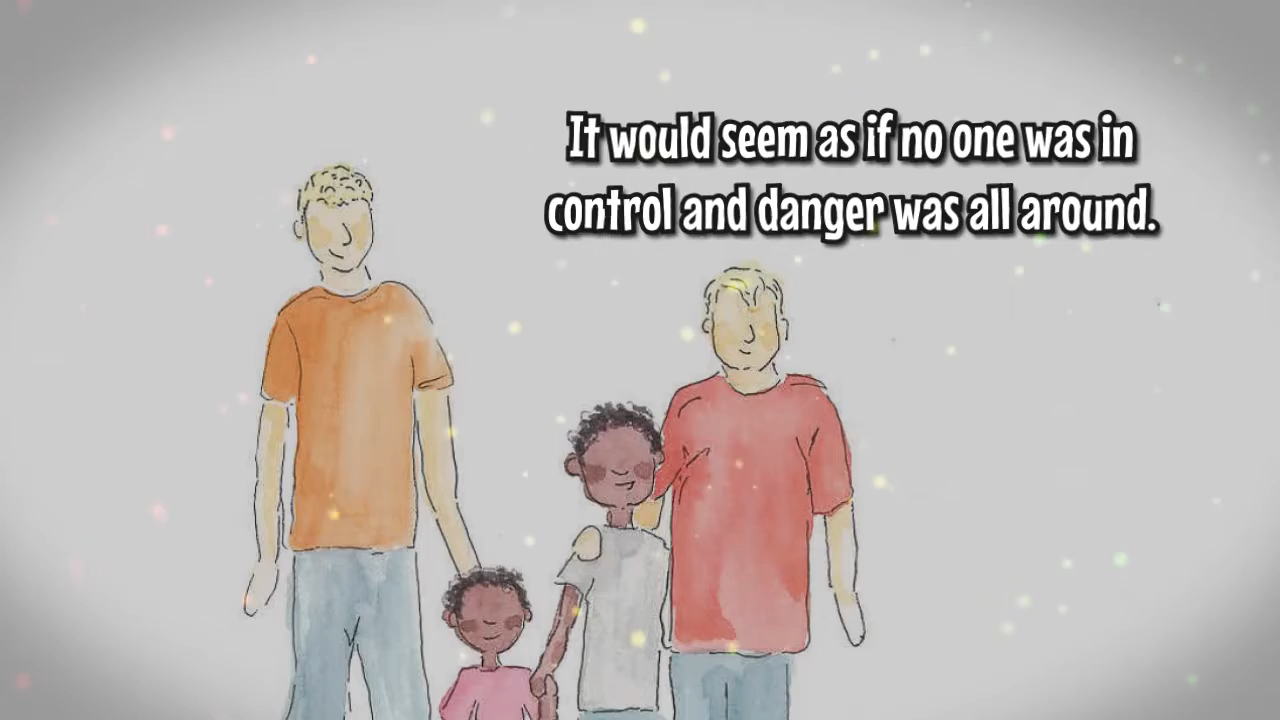 It would seem as if no one was in
control and danger was all around.